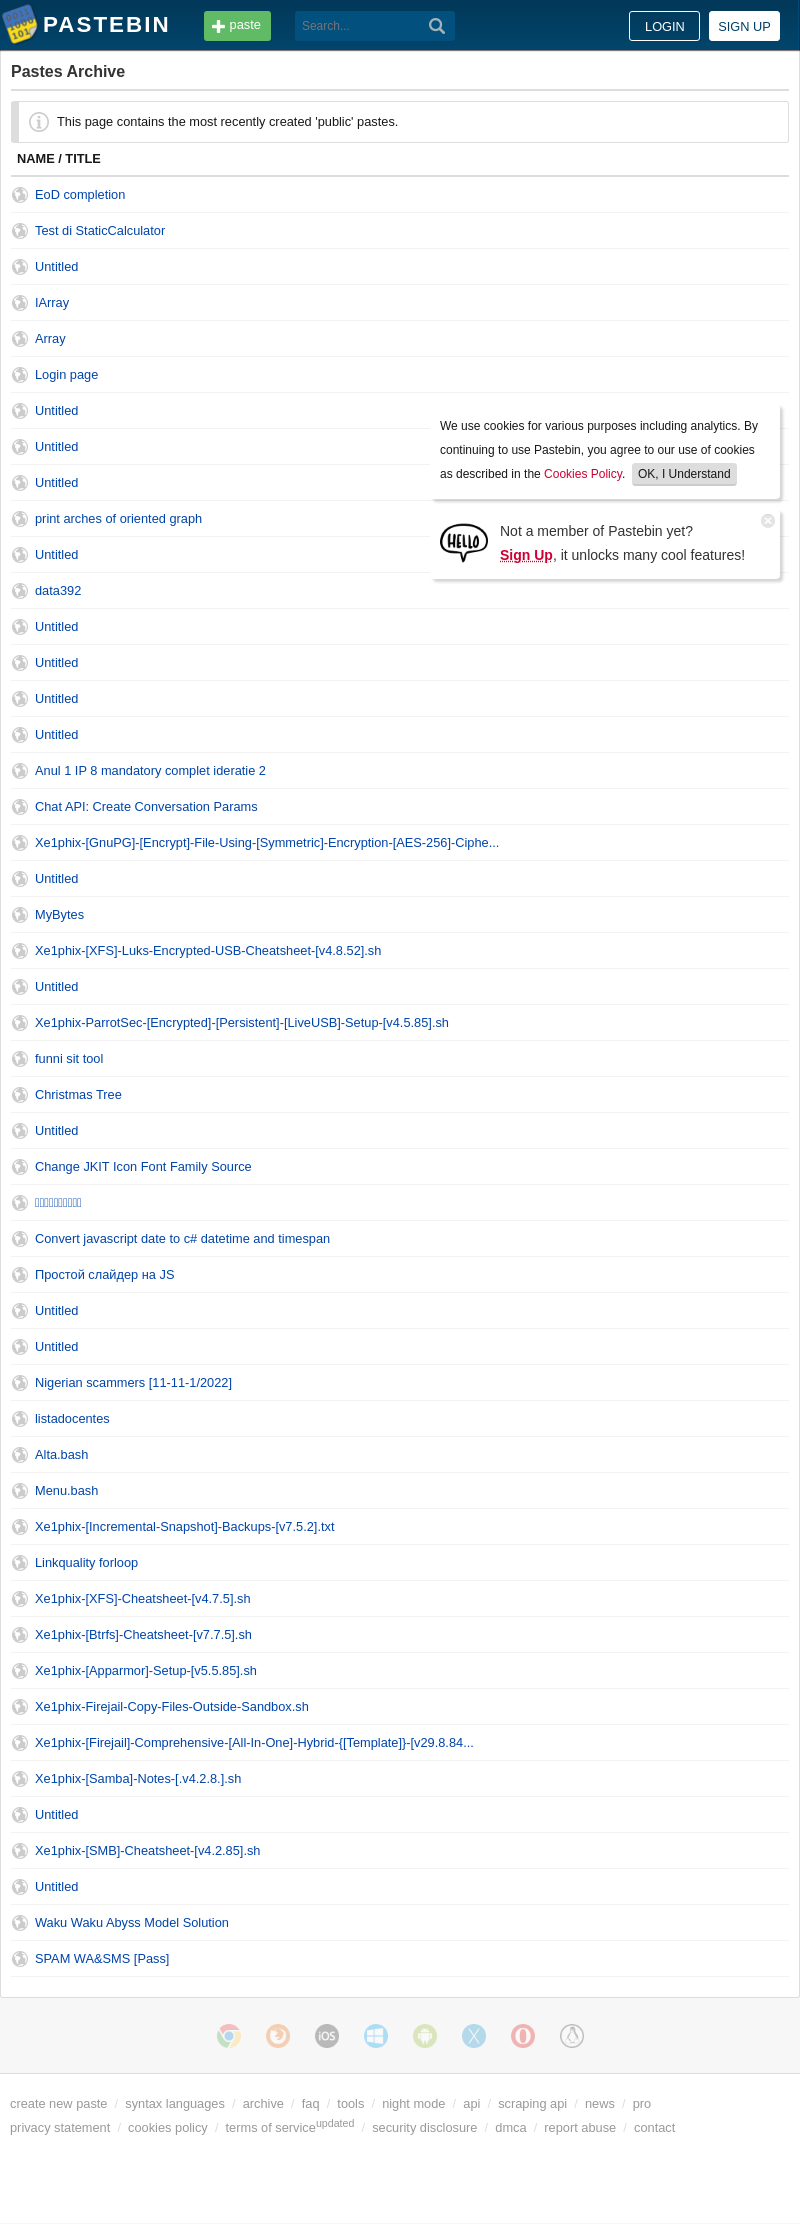 PASTEBIN
paste
Search...
LOGIN
SIGN UP
Pastes Archive
This page contains the most recently created 'public' pastes.
NAME / TITLE
EoD completion
Test di StaticCalculator
Untitled
IArray
Array
Login page
Untitled
Untitled
Untitled
print arches of oriented graph
Untitled
data392
Untitled
Untitled
Untitled
Untitled
Anul 1 IP 8 mandatory complet ideratie 2
Chat API: Create Conversation Params
Xe1phix-[GnuPG]-[Encrypt]-File-Using-[Symmetric]-Encryption-[AES-256]-Ciphe...
Untitled
MyBytes
Xe1phix-[XFS]-Luks-Encrypted-USB-Cheatsheet-[v4.8.52].sh
Untitled
Xe1phix-ParrotSec-[Encrypted]-[Persistent]-[LiveUSB]-Setup-[v4.5.85].sh
funni sit tool
Christmas Tree
Untitled
Change JKIT Icon Font Family Source
Convert javascript date to c# datetime and timespan
Простой слайдер на JS
Untitled
Untitled
Nigerian scammers [11-11-1/2022]
listadocentes
Alta.bash
Menu.bash
Xe1phix-[Incremental-Snapshot]-Backups-[v7.5.2].txt
Linkquality forloop
Xe1phix-[XFS]-Cheatsheet-[v4.7.5].sh
Xe1phix-[Btrfs]-Cheatsheet-[v7.7.5].sh
Xe1phix-[Apparmor]-Setup-[v5.5.85].sh
Xe1phix-Firejail-Copy-Files-Outside-Sandbox.sh
Xe1phix-[Firejail]-Comprehensive-[All-In-One]-Hybrid-{[Template]}-[v29.8.84...
Xe1phix-[Samba]-Notes-[.v4.2.8.].sh
Untitled
Xe1phix-[SMB]-Cheatsheet-[v4.2.85].sh
Untitled
Waku Waku Abyss Model Solution
SPAM WA&SMS [Pass]
We use cookies for various purposes including analytics. By
continuing to use Pastebin, you agree to our use of cookies
as described in the Cookies Policy. OK, I Understand
HELLO
Not a member of Pastebin yet?
Sign Up, it unlocks many cool features!
iOS
create new paste / syntax languages / archive / faq / tools / night mode / api / scraping api / news / pro
privacy statement / cookies policy / terms of service updated / security disclosure / dmca / report abuse / contact